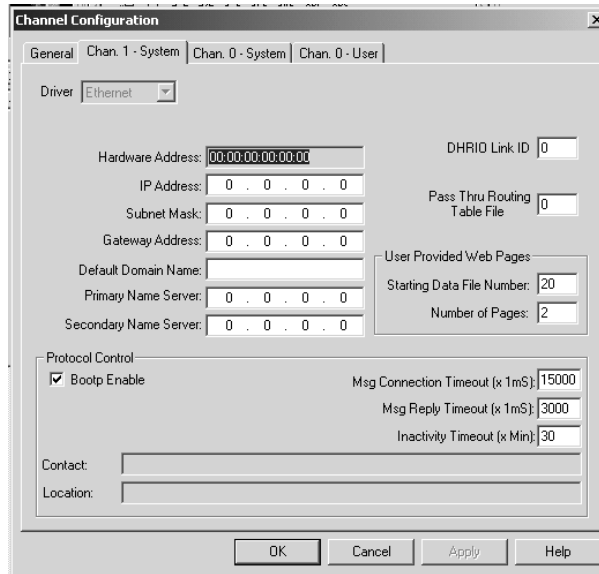 Channel Configuration
General Chan. 1 - System Chan. 0 - System Chan. 0 - User
Driver Ethernet
Hardware Address: 00:00:00:00:00:00
IP Address: 0 . 0 . 0 . 0
Subnet Mask: 0 . 0 . 0 . 0
Gateway Address: 0 . 0 . 0 . 0
Default Domain Name:
Primary Name Server: 0 . 0 . 0 . 0
Secondary Name Server: 0 . 0 . 0 . 0
DHRIO Link ID 0
Pass Thru Routing
Table File 0
User Provided Web Pages
Starting Data File Number: 20
Number of Pages: 2
Protocol Control
Bootp Enable
Msg Connection Timeout (x 1mS): 15000
Msg Reply Timeout (x 1mS): 3000
Inactivity Timeout (x Min): 30
Contact:
Location:
OK Cancel Apply Help